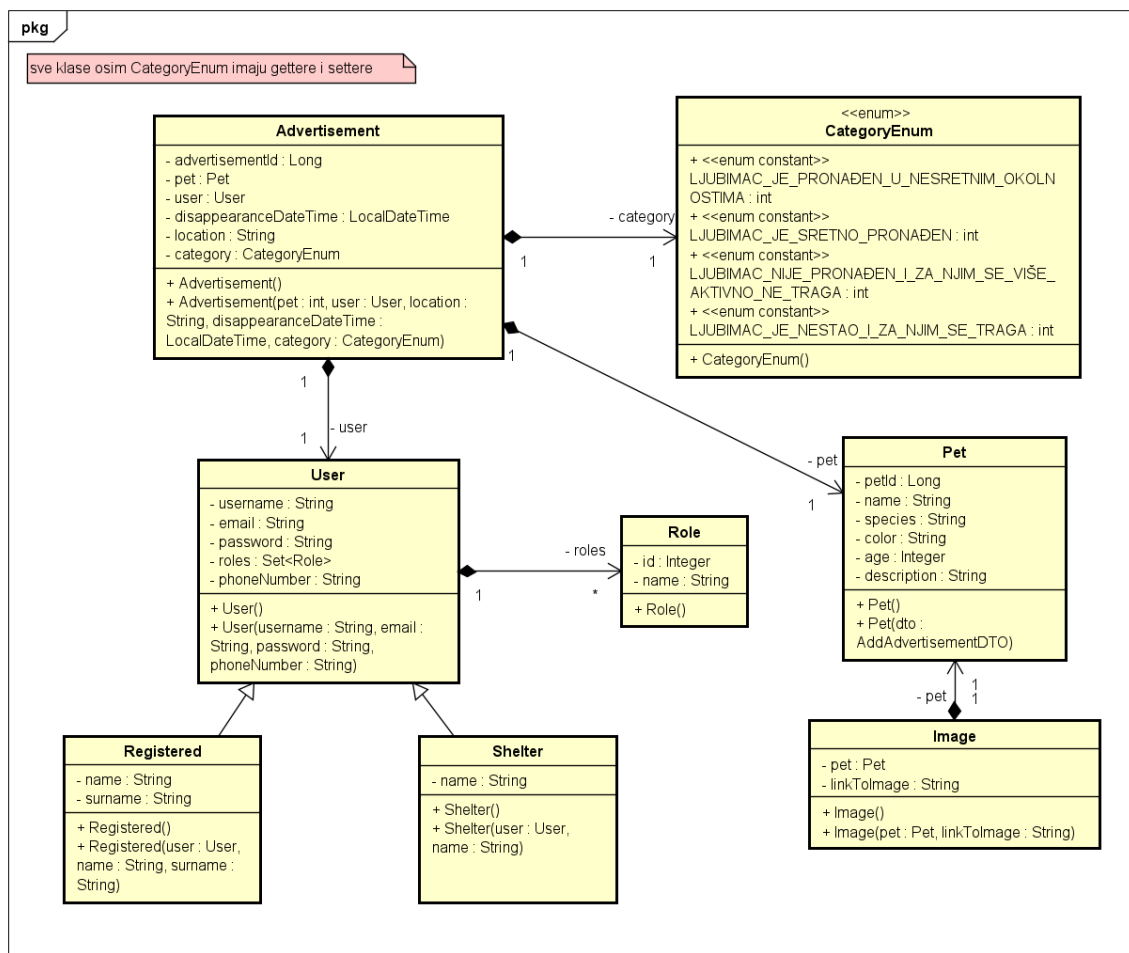 pkg
sve klase osim CategoryEnum imaju gettere i settere
Advertisement
- advertisementId : Long
- pet : Pet
- user : User
- disappearanceDateTime : LocalDateTime
- location : String
- category : CategoryEnum
+ Advertisement()
+ Advertisement(pet : int, user : User, location :
String, disappearanceDateTime :
LocalDateTime, category : CategoryEnum)
- category
1
1
<<enum>>
CategoryEnum
+ <<enum constant>>
LJUBIMAC_JE_PRONAĐEN_U_NESRETNIM_OKOLN
OSTIMA : int
+ <<enum constant>>
LJUBIMAC_JE_SRETNO_PRONAĐEN : int
+ <<enum constant>>
LJUBIMAC_NIJE_PRONAĐEN_I_ZA_NJIM_SE_VIŠE_
AKTIVNO_NE_TRAGA : int
+ <<enum constant>>
LJUBIMAC_JE_NESTAO_I_ZA_NJIM_SE_TRAGA : int
+ CategoryEnum()
1
1
- user
1
- pet
1
User
- username : String
- email : String
- password : String
- roles : Set<Role>
- phoneNumber : String
+ User()
+ User(username : String, email :
String, password : String,
phoneNumber : String)
- roles
1
*
Role
- id : Integer
- name : String
+ Role()
Pet
- petId : Long
- name : String
- species : String
- color : String
- age : Integer
- description : String
+ Pet()
+ Pet(dto :
AddAdvertisementDTO)
- pet
1
1
Registered
- name : String
- surname : String
+ Registered()
+ Registered(user : User,
name : String, surname :
String)
Shelter
- name : String
+ Shelter()
+ Shelter(user : User,
name : String)
Image
- pet : Pet
- linkToImage : String
+ Image()
+ Image(pet : Pet, linkToImage : String)